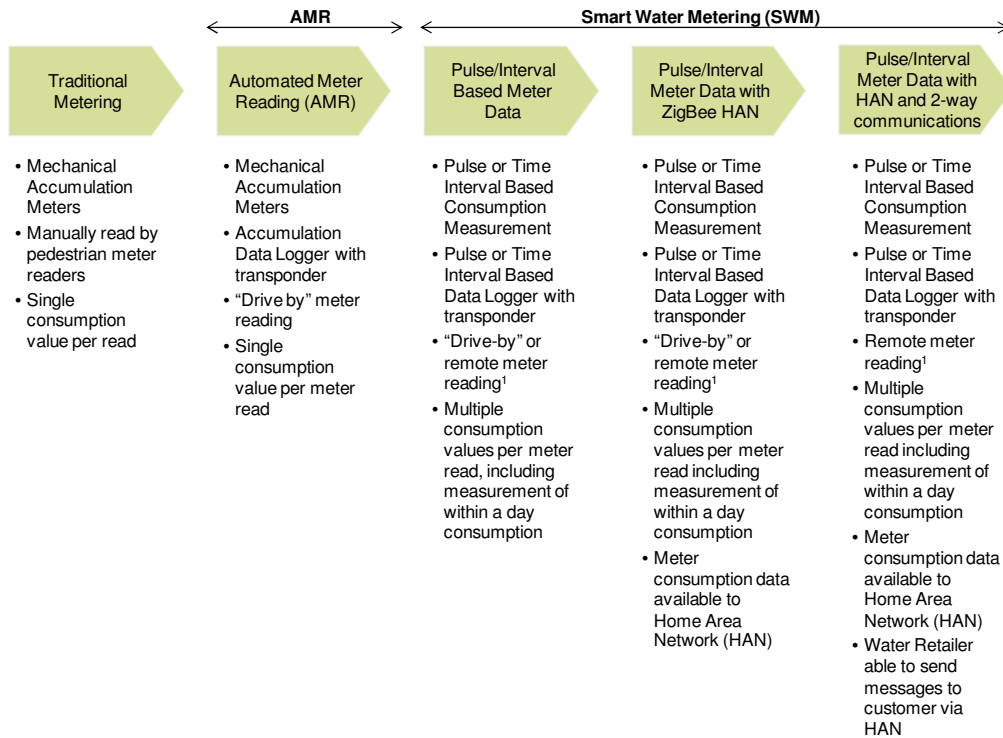 AMR
Smart Water Metering (SWM)
Traditional
Metering
Automated Meter
Reading (AMR)
Pulse/Interval
Based Meter
Data
Pulse/Interval
Meter Data with
ZigBee HAN
Pulse/Interval
Meter Data with
HAN and 2-way
communications
• Mechanical
Accumulation
Meters
• Manually read by
pedestrian meter
readers
• Single
consumption
value per read
• Mechanical
Accumulation
Meters
• Accumulation
Data Logger with
transponder
• “Drive by” meter
reading
• Single
consumption
value per meter
read
• Pulse or Time
Interval Based
Consumption
Measurement
• Pulse or Time
Interval Based
Data Logger with
transponder
• “Drive-by” or
remote meter
reading¹
• Multiple
consumption
values per meter
read, including
measurement of
within a day
consumption
• Pulse or Time
Interval Based
Consumption
Measurement
• Pulse or Time
Interval Based
Data Logger with
transponder
• “Drive-by” or
remote meter
reading¹
• Multiple
consumption
values per meter
read including
measurement of
within a day
consumption
• Meter
consumption data
available to
Home Area
Network (HAN)
• Pulse or Time
Interval Based
Consumption
Measurement
• Pulse or Time
Interval Based
Data Logger with
transponder
• Remote meter
reading¹
• Multiple
consumption
values per meter
read including
measurement of
within a day
consumption
• Meter
consumption data
available to
Home Area
Network (HAN)
• Water Retailer
able to send
messages to
customer via
HAN